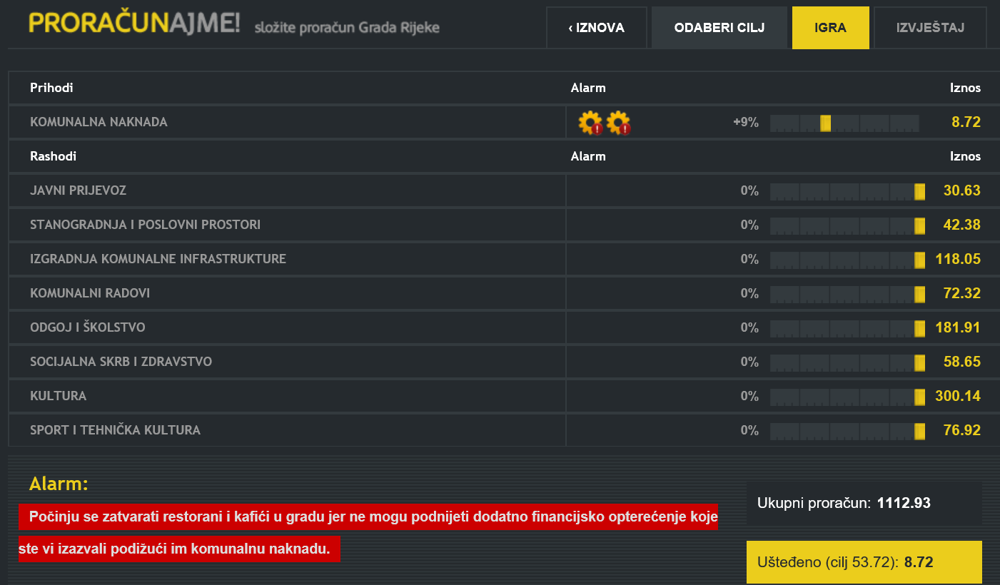 PRORAČUNAJME! složite proračun Grada Rijeke
‹ IZNOVA
ODABERI CILJ
IGRA
IZVJEŠTAJ
Prihodi Alarm Iznos
KOMUNALNA NAKNADA +9% 8.72
Rashodi Alarm Iznos
JAVNI PRIJEVOZ 0% 30.63
STANOGRADNJA I POSLOVNI PROSTORI 0% 42.38
IZGRADNJA KOMUNALNE INFRASTRUKTURE 0% 118.05
KOMUNALNI RADOVI 0% 72.32
ODGOJ I ŠKOLSTVO 0% 181.91
SOCIJALNA SKRB I ZDRAVSTVO 0% 58.65
KULTURA 0% 300.14
SPORT I TEHNIČKA KULTURA 0% 76.92
Alarm:
Počinju se zatvarati restorani i kafići u gradu jer ne mogu podnijeti dodatno financijsko opterećenje koje
ste vi izazvali podižući im komunalnu naknadu.
Ukupni proračun: 1112.93
Ušteđeno (cilj 53.72): 8.72